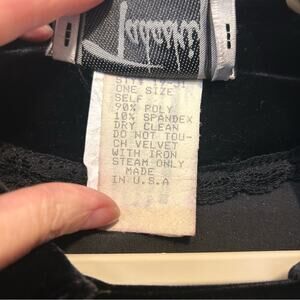 ONE SIZE
SELF
90% POLY
10% SPANDEX
DRY CLEAN
DO NOT TOU-
CH VELVET
WITH IRON
STEAM ONLY
MADE
IN U.S.A